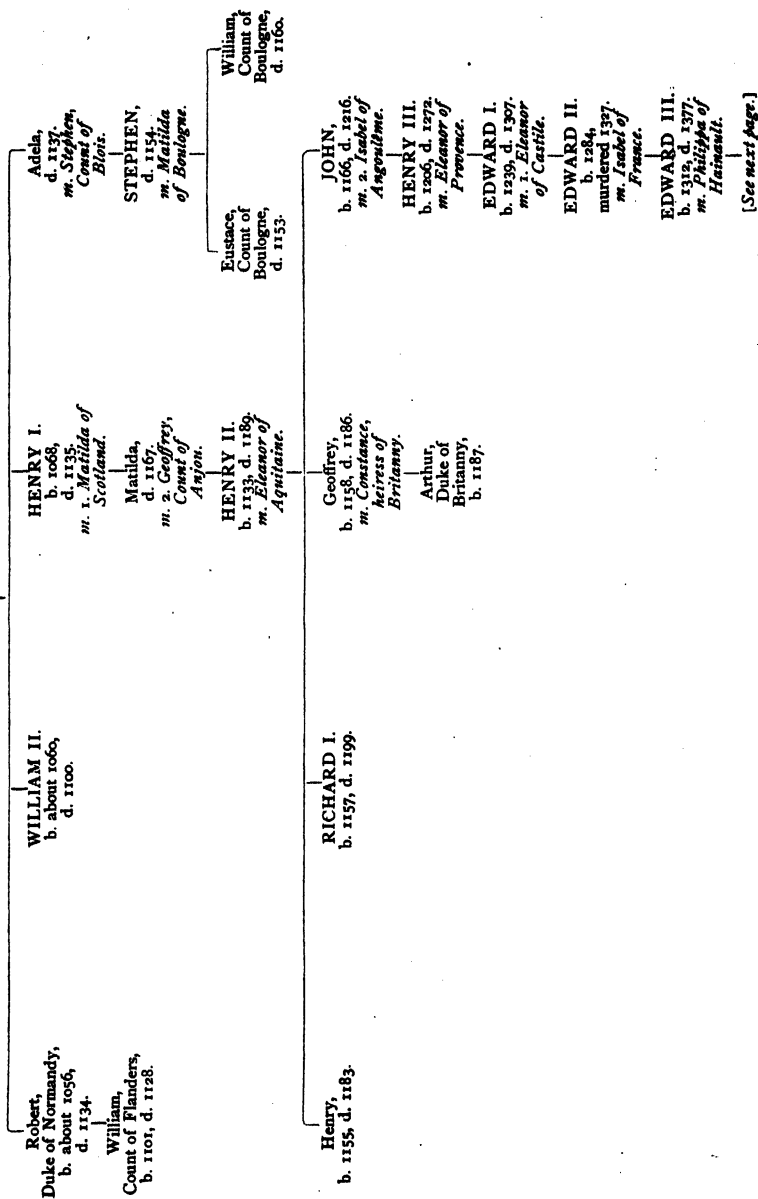 Robert,
Duke of Normandy,
b. about 1056,
d. 1134.
William,
Count of Flanders,
b. 1101, d. 1128.
WILLIAM II.
b. about 1060,
d. 1100.
HENRY I.
b. 1068,
d. 1135.
m. 1. Matilda of
Scotland.
Matilda,
d. 1167.
m. 2. Geoffrey,
Count of
Anjou.
HENRY II.
b. 1133, d. 1189.
m. Eleanor of
Aquitaine.
Adela,
d. 1137.
m. Stephen,
Count of
Blois.
STEPHEN,
d. 1154.
m. Matilda
of Boulogne.
Eustace,
Count of
Boulogne,
d. 1153.
William,
Count of
Boulogne,
d. 1160.
Henry,
b. 1155, d. 1183.
RICHARD I.
b. 1157, d. 1199.
Geoffrey,
b. 1158, d. 1186.
m. Constance,
heiress of
Britanny.
Arthur,
Duke of
Britanny,
b. 1187.
JOHN,
b. 1166, d. 1216.
m. 2. Isabel of
Angoulême.
HENRY III.
b. 1206, d. 1272.
m. Eleanor of
Provence.
EDWARD I.
b. 1239, d. 1307.
m. 1. Eleanor
of Castile.
EDWARD II.
b. 1284,
murdered 1327.
m. Isabel of
France.
EDWARD III.
b. 1312, d. 1377.
m. Philippa of
Hainault.
[See next page.]